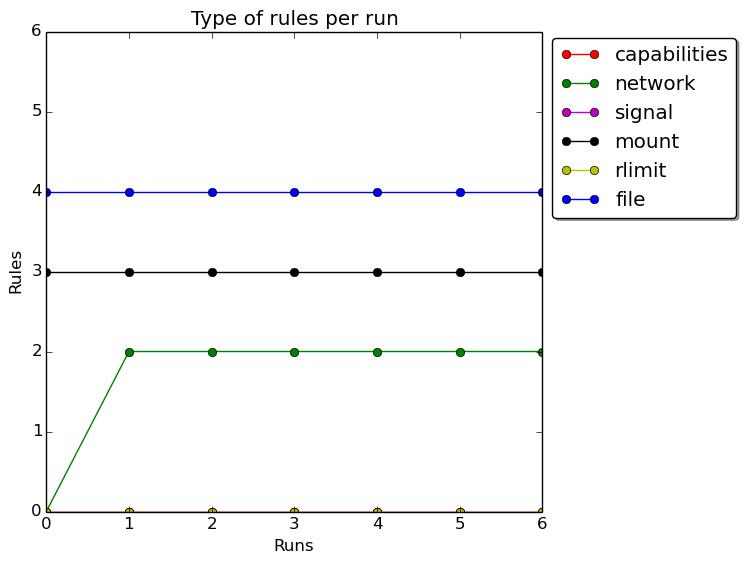 Type of rules per run
6
5
4
3
2
1
0
Rules
0 1 2 3 4 5 6
Runs
capabilities
network
signal
mount
rlimit
file